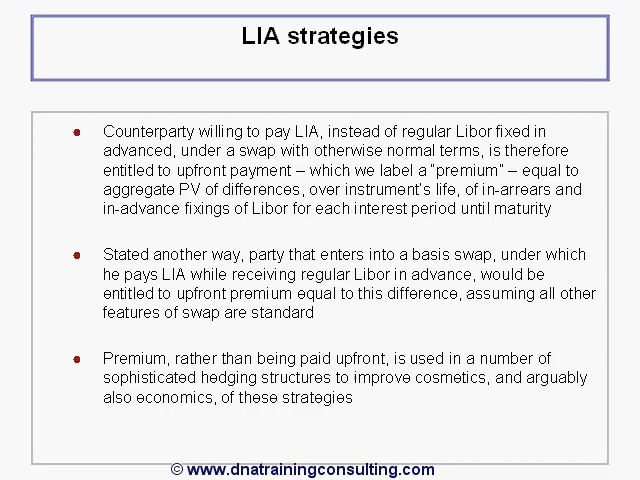 LIA strategies
● Counterparty willing to pay LIA, instead of regular Libor fixed in
advanced, under a swap with otherwise normal terms, is therefore
entitled to upfront payment – which we label a “premium” – equal to
aggregate PV of differences, over instrument’s life, of in-arrears and
in-advance fixings of Libor for each interest period until maturity
● Stated another way, party that enters into a basis swap, under which
he pays LIA while receiving regular Libor in advance, would be
entitled to upfront premium equal to this difference, assuming all other
features of swap are standard
● Premium, rather than being paid upfront, is used in a number of
sophisticated hedging structures to improve cosmetics, and arguably
also economics, of these strategies
© www.dnatrainingconsulting.com